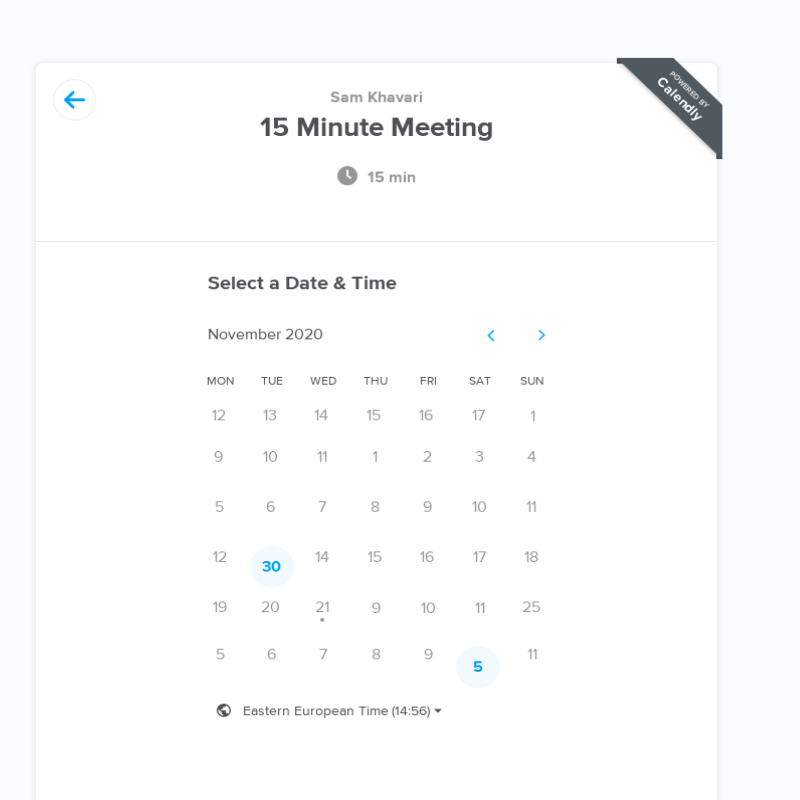 POWERED BY
Calendly
Sam Khavari
15 Minute Meeting
15 min
Select a Date & Time
November 2020
MON TUE WED THU FRI SAT SUN
12 13 14 15 16 17 1
9 10 11 1 2 3 4
5 6 7 8 9 10 11
12 30 14 15 16 17 18
19 20 21 9 10 11 25
5 6 7 8 9 5 11
Eastern European Time (14:56)